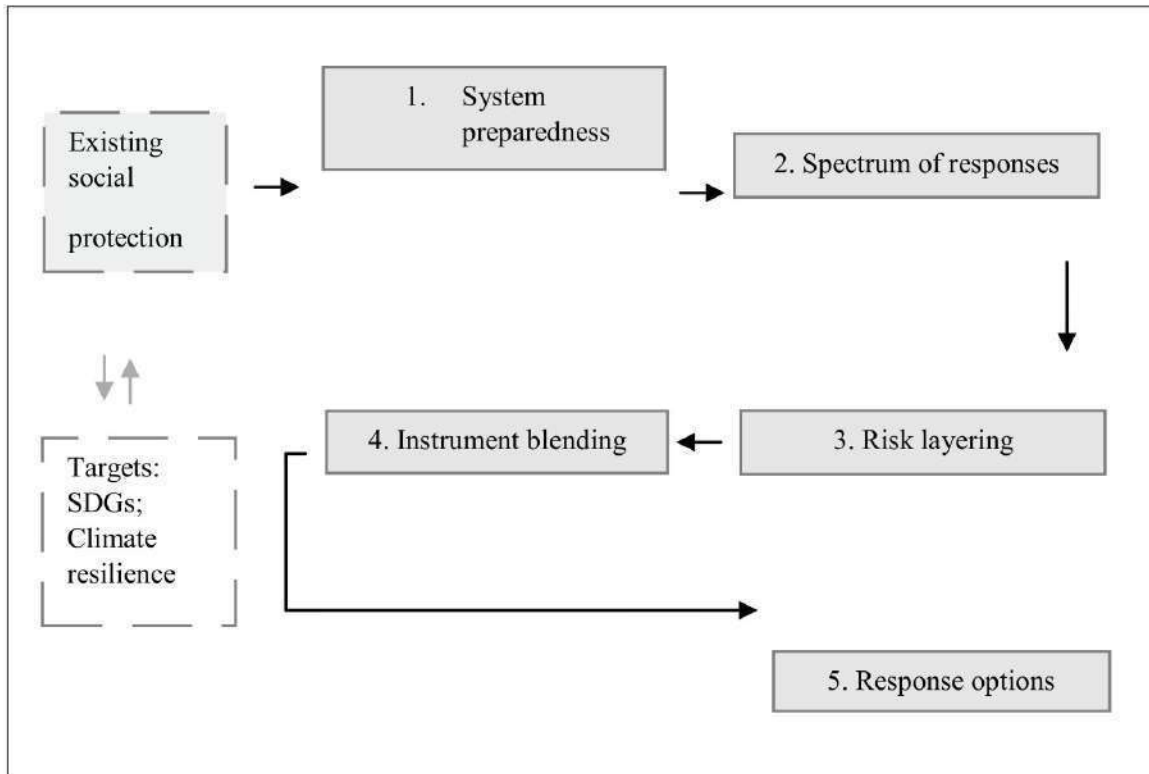 Existing
social
protection
1. System
preparedness
2. Spectrum of responses
3. Risk layering
4. Instrument blending
Targets:
SDGs;
Climate
resilience
5. Response options